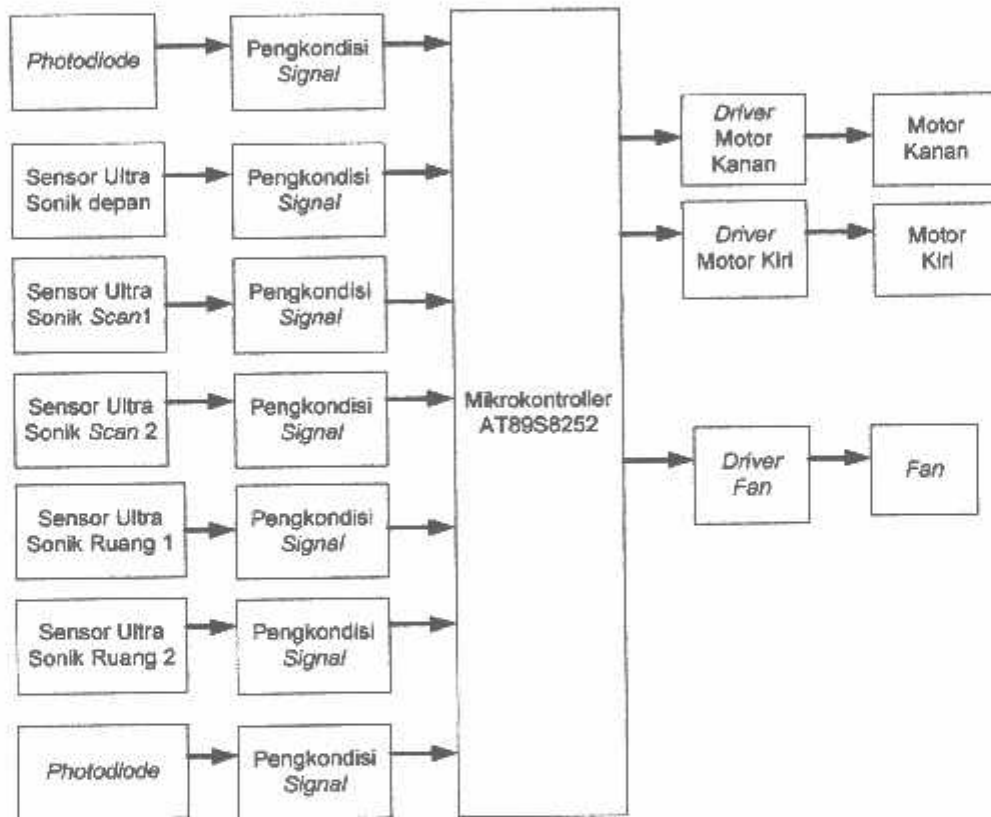 Photodiode
Pengkondisi
Signal
Sensor Ultra
Sonik depan
Pengkondisi
Signal
Sensor Ultra
Sonik Scan1
Pengkondisi
Signal
Sensor Ultra
Sonik Scan 2
Pengkondisi
Signal
Sensor Ultra
Sonik Ruang 1
Pengkondisi
Signal
Sensor Ultra
Sonik Ruang 2
Pengkondisi
Signal
Photodiode
Pengkondisi
Signal
Mikrokontroller
AT89S8252
Driver
Motor
Kanan
Motor
Kanan
Driver
Motor Kiri
Motor
Kiri
Driver
Fan
Fan